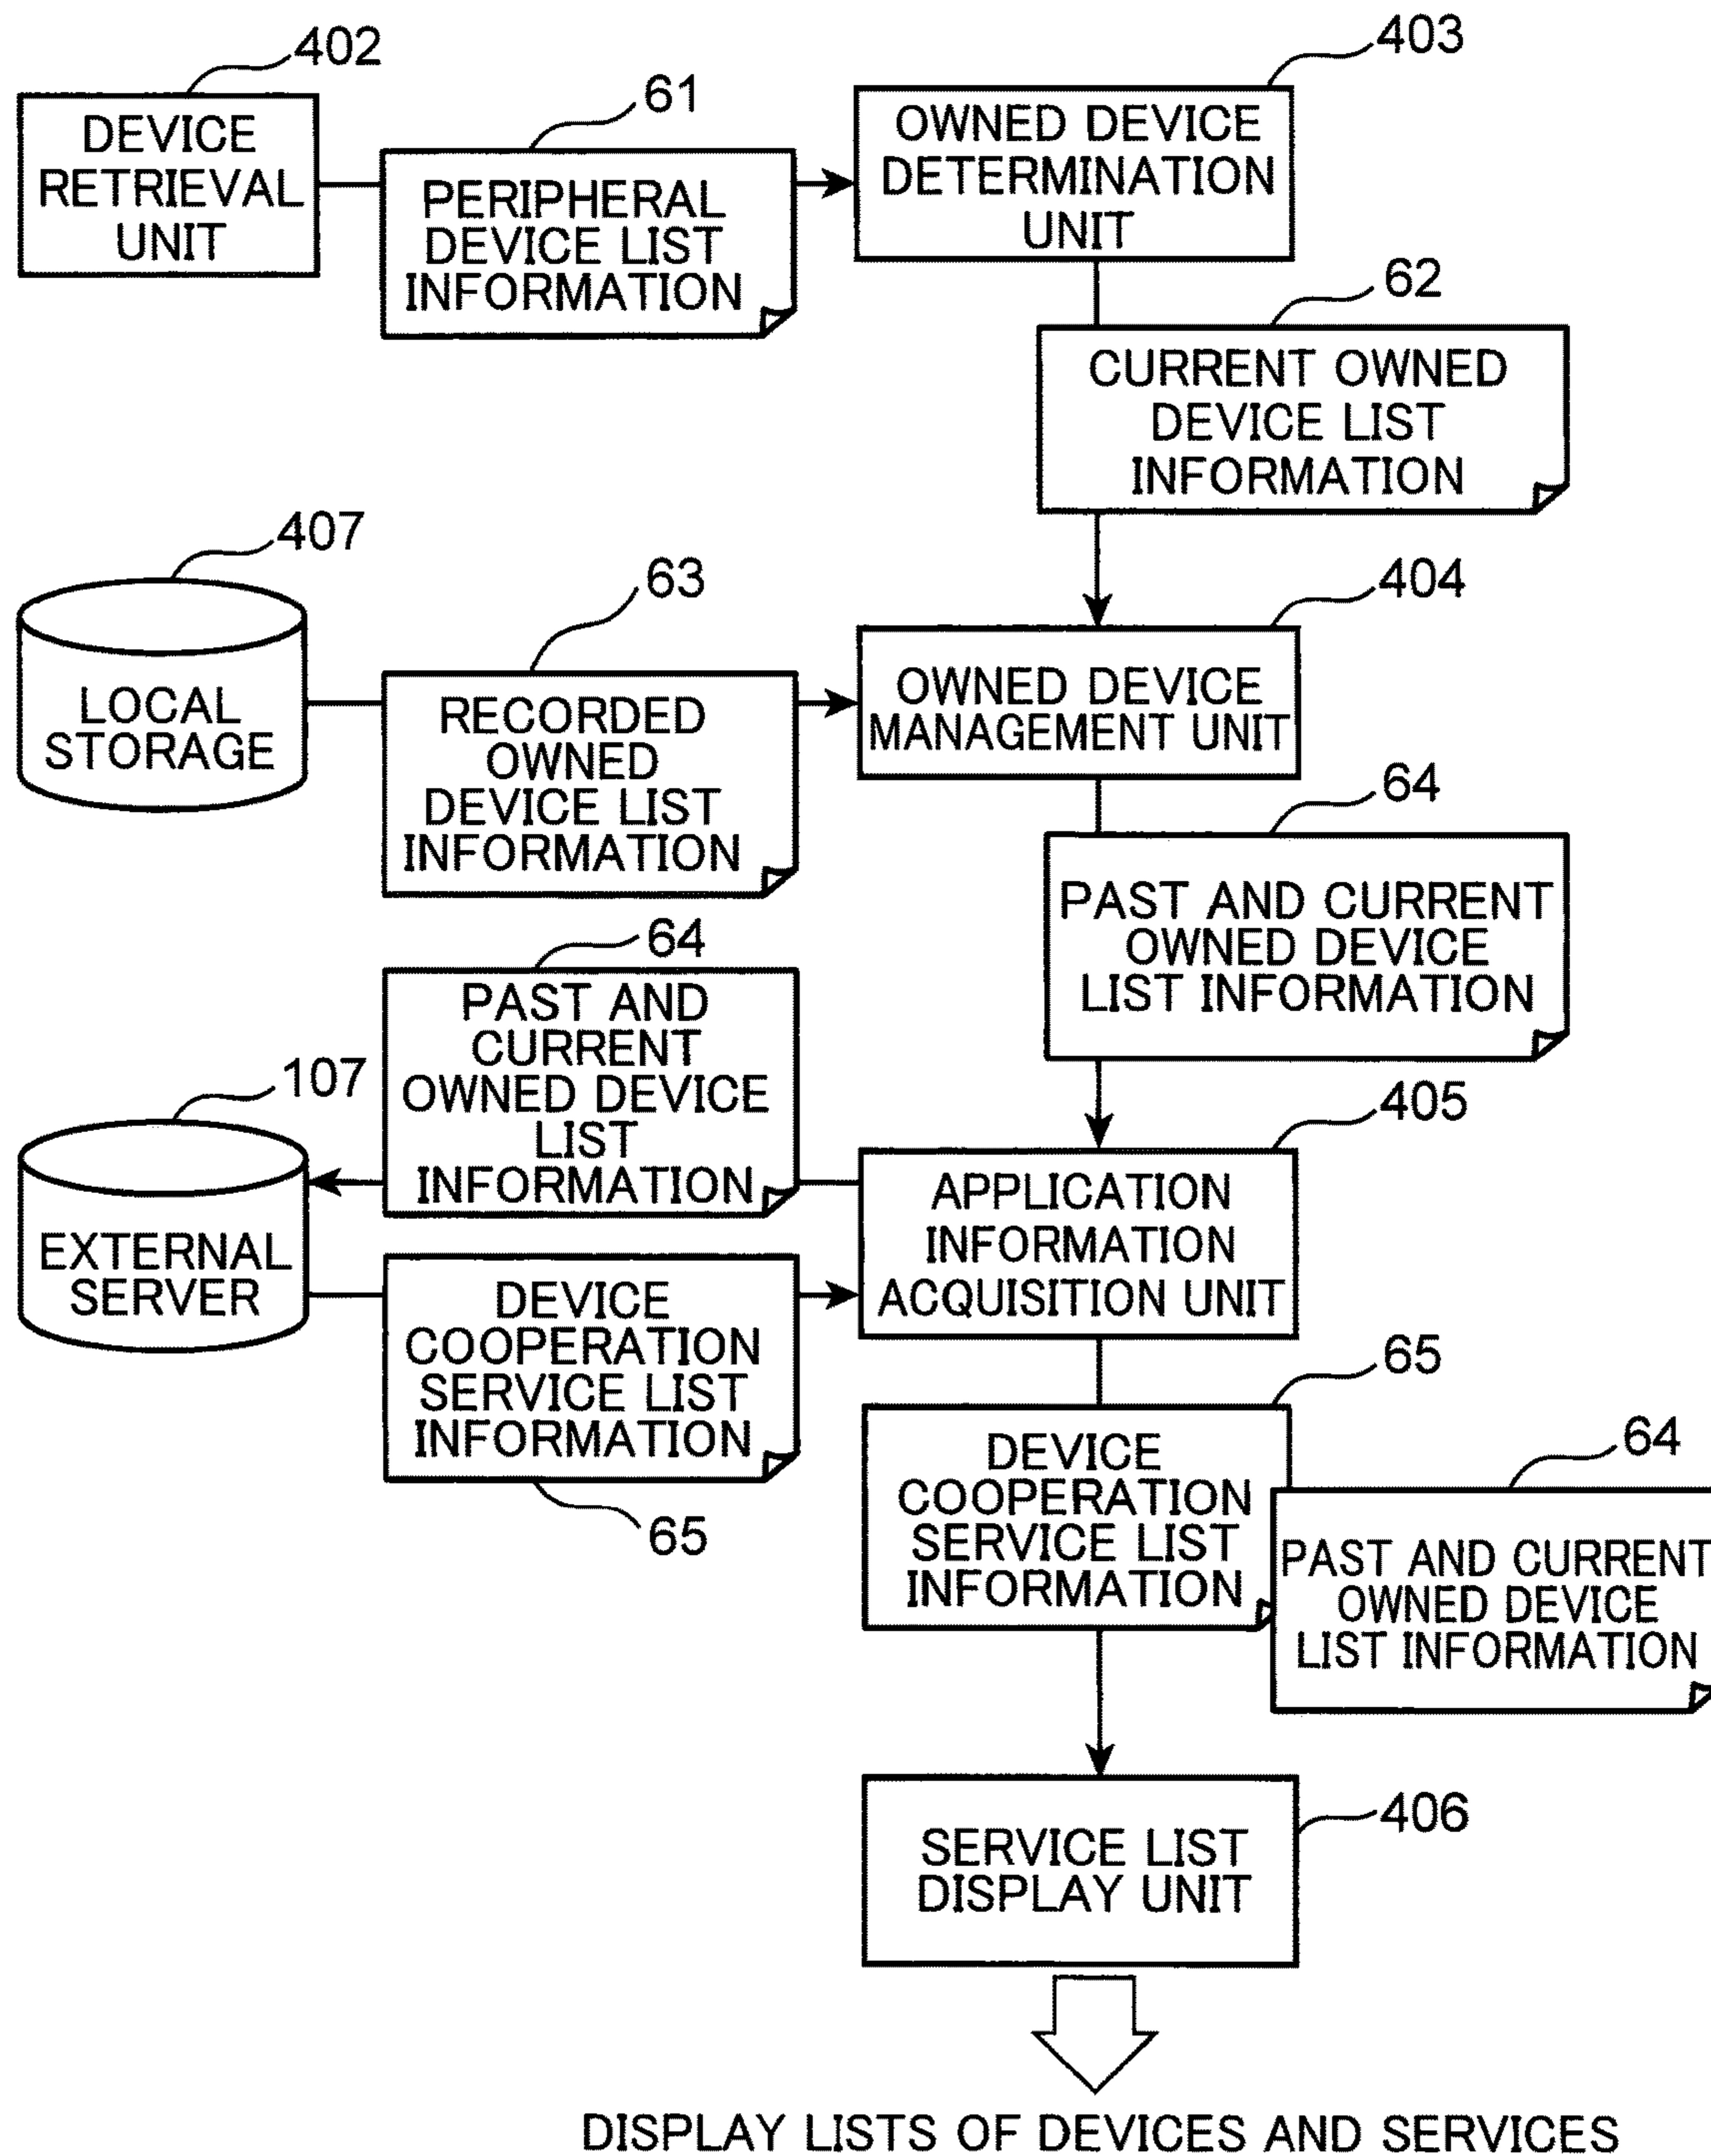 402
DEVICE
RETRIEVAL
UNIT
61
PERIPHERAL
DEVICE LIST
INFORMATION
403
OWNED DEVICE
DETERMINATION
UNIT
62
CURRENT OWNED
DEVICE LIST
INFORMATION
407
LOCAL
STORAGE
63
RECORDED
OWNED
DEVICE LIST
INFORMATION
404
OWNED DEVICE
MANAGEMENT UNIT
64
PAST AND CURRENT
OWNED DEVICE
LIST INFORMATION
64
PAST AND
CURRENT
OWNED DEVICE
LIST
INFORMATION
107
EXTERNAL
SERVER
405
APPLICATION
INFORMATION
ACQUISITION UNIT
DEVICE
COOPERATION
SERVICE LIST
INFORMATION
65
65
DEVICE
COOPERATION
SERVICE LIST
INFORMATION
64
PAST AND CURRENT
OWNED DEVICE
LIST INFORMATION
406
SERVICE LIST
DISPLAY UNIT
DISPLAY LISTS OF DEVICES AND SERVICES